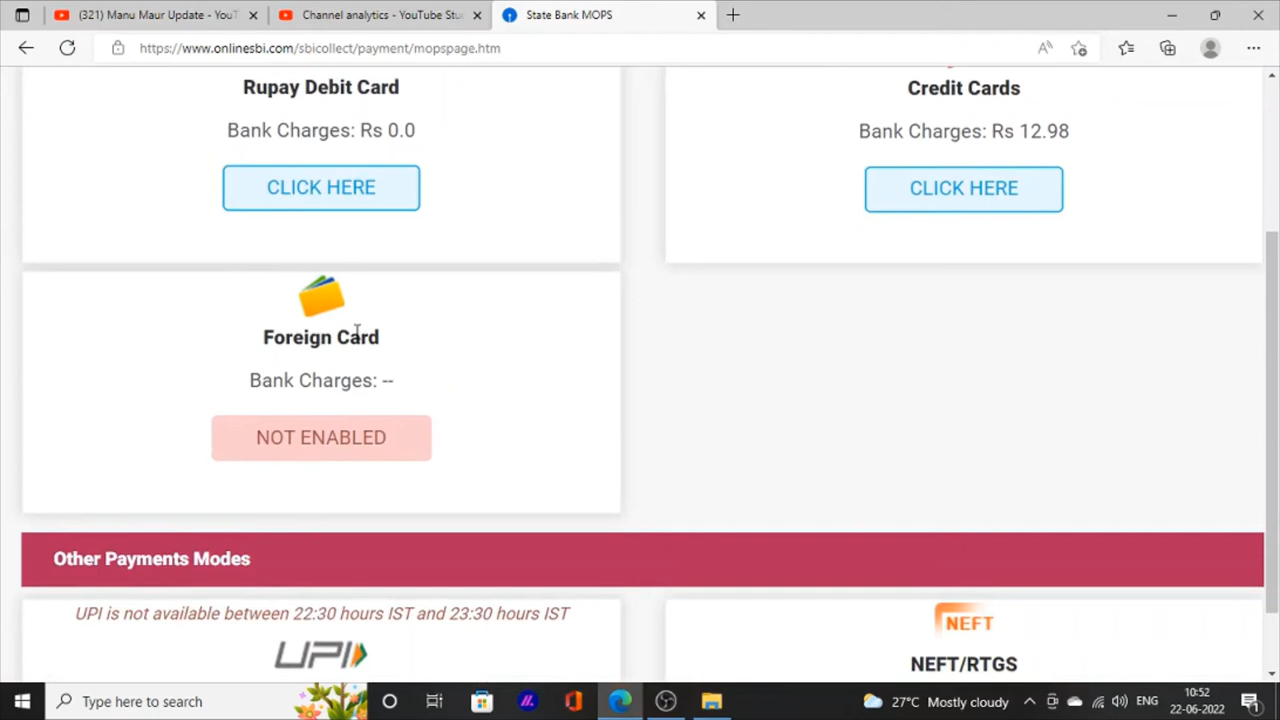 (321) Manu Maur Update - YouT
Channel analytics - YouTube Stu
State Bank MOPS
https://www.onlinesbi.com/sbicollect/payment/mopspage.htm
Rupay Debit Card
Bank Charges: Rs 0.0
CLICK HERE
Credit Cards
Bank Charges: Rs 12.98
CLICK HERE
Foreign Card
Bank Charges: --
NOT ENABLED
Other Payments Modes
UPI is not available between 22:30 hours IST and 23:30 hours IST
UPI
NEFT
NEFT/RTGS
Type here to search
27°C Mostly cloudy
ENG
10:52
22-06-2022
1